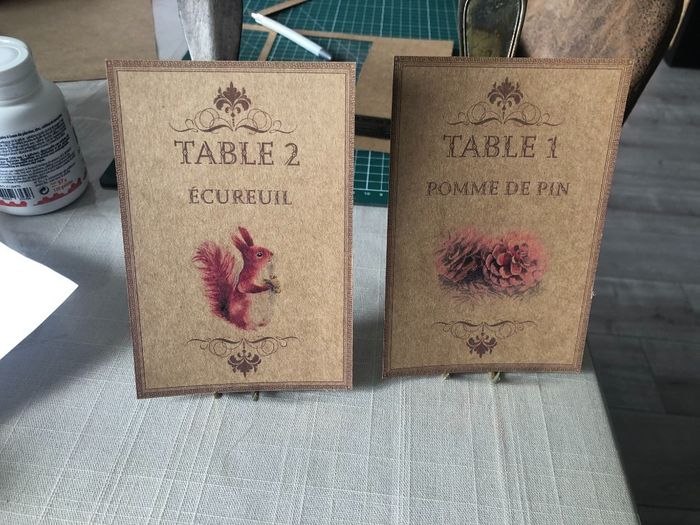 TABLE 2
ÉCUREUIL
TABLE 1
POMME DE PIN